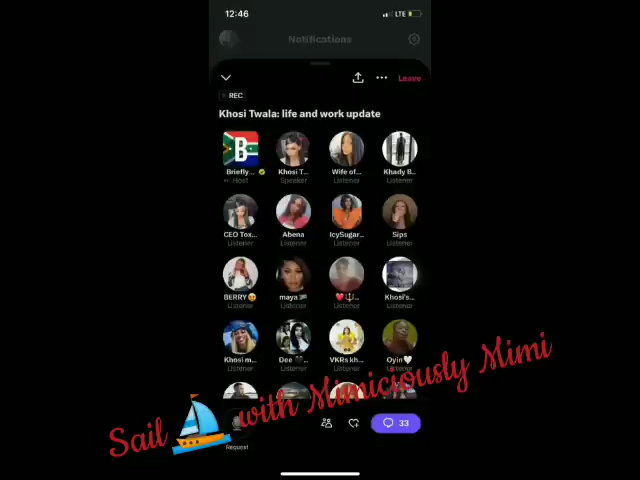 12:46
LTE
Notifications
Leave
REC
Khosi Twala: life and work update
Briefly... Khosi T... Wife of... Khady B...
Host Speaker Listener Listener
CEO Tox... Abena IcySugar... Sips
Listener Listener Listener Listener
BERRY🥺 maya ❤️🔱... Khosi's...
Listener Listener Listener Listener
Khosi m... Dee 🖤... VKRs kh... Oyin🤍
Listener Listener Listener Listener
Sail ⛵ with Mimiciously Mimi
33
Request